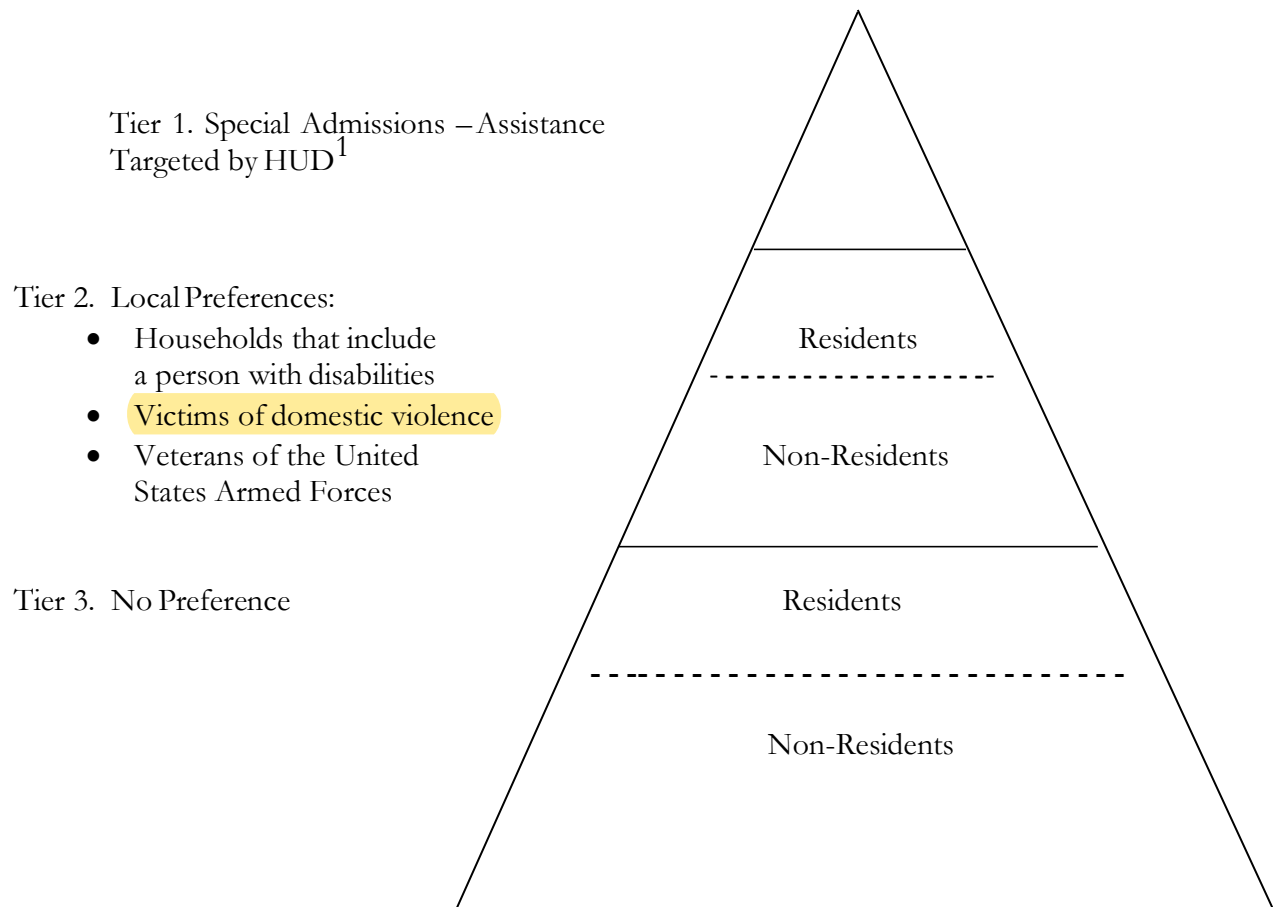 Tier 1. Special Admissions – Assistance
Targeted by HUD1
Tier 2. Local Preferences:
• Households that include
a person with disabilities
• Victims of domestic violence
• Veterans of the United
States Armed Forces
Residents
Non-Residents
Tier 3. No Preference
Residents
Non-Residents